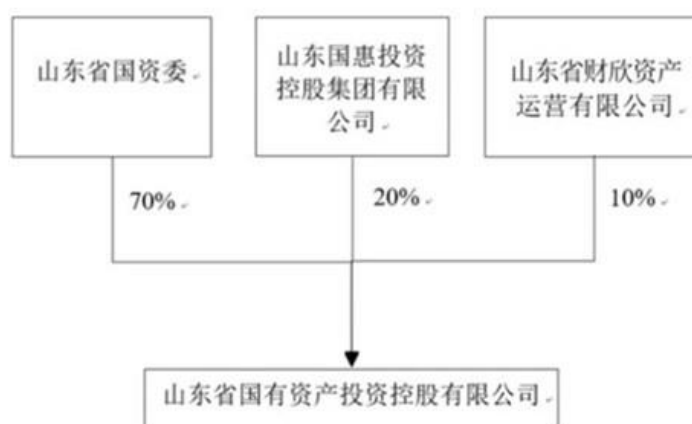 山东省国资委
山东国惠投资
控股集团有限
公司
山东省财欣资产
运营有限公司
70%
20%
10%
山东省国有资产投资控股有限公司